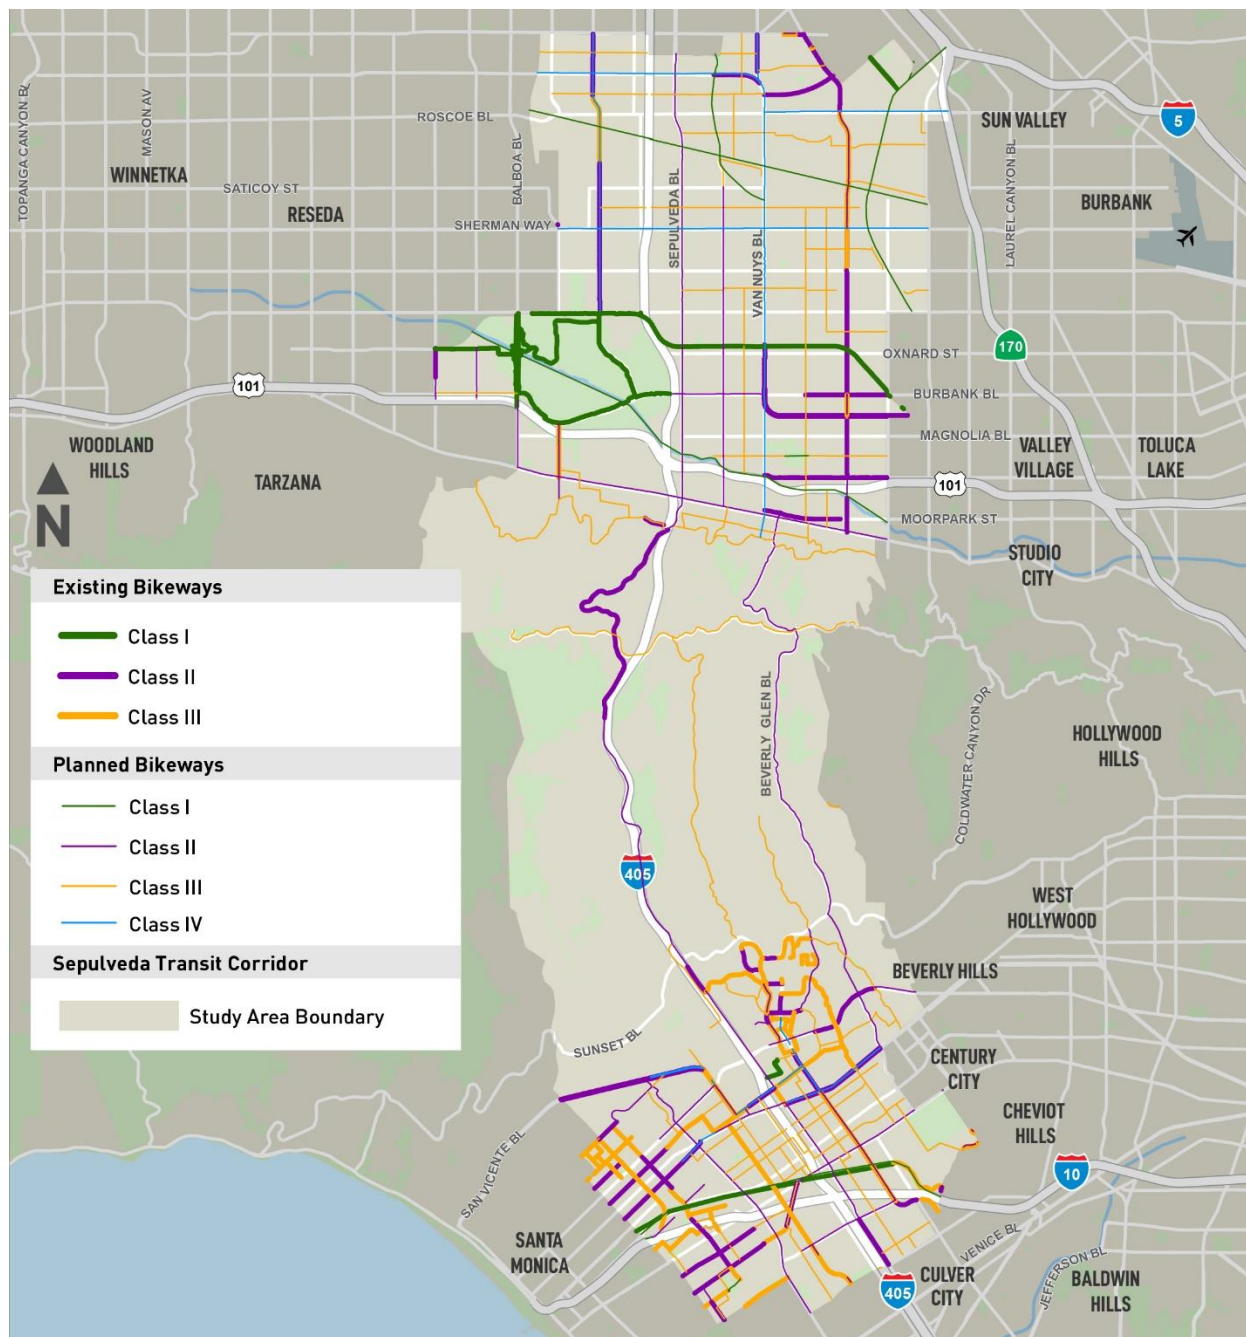 TOPANGA CANYON BL
MASON AV
WINNETKA
ROSCOE BL
SATICOY ST
RESEDA
BALBOA BL
SHERMAN WAY
SEPULVEDA BL
VAN NUYS BL
SUN VALLEY
5
LAUREL CANYON BL
BURBANK
170
OXNARD ST
BURBANK BL
MAGNOLIA BL
101
WOODLAND
HILLS
TARZANA
VALLEY
VILLAGE
TOLUCA
LAKE
101
MOORPARK ST
STUDIO
CITY
N
Existing Bikeways
Class I
Class II
Class III
Planned Bikeways
Class I
Class II
Class III
Class IV
Sepulveda Transit Corridor
Study Area Boundary
BEVERLY GLEN BL
COLDWATER CANYON DR
HOLLYWOOD
HILLS
405
WEST
HOLLYWOOD
BEVERLY HILLS
SUNSET BL
CENTURY
CITY
CHEVIOT
HILLS
10
SAN VICENTE BL
SANTA
MONICA
VENICE BL
JEFFERSON BL
CULVER
CITY
405
BALDWIN
HILLS